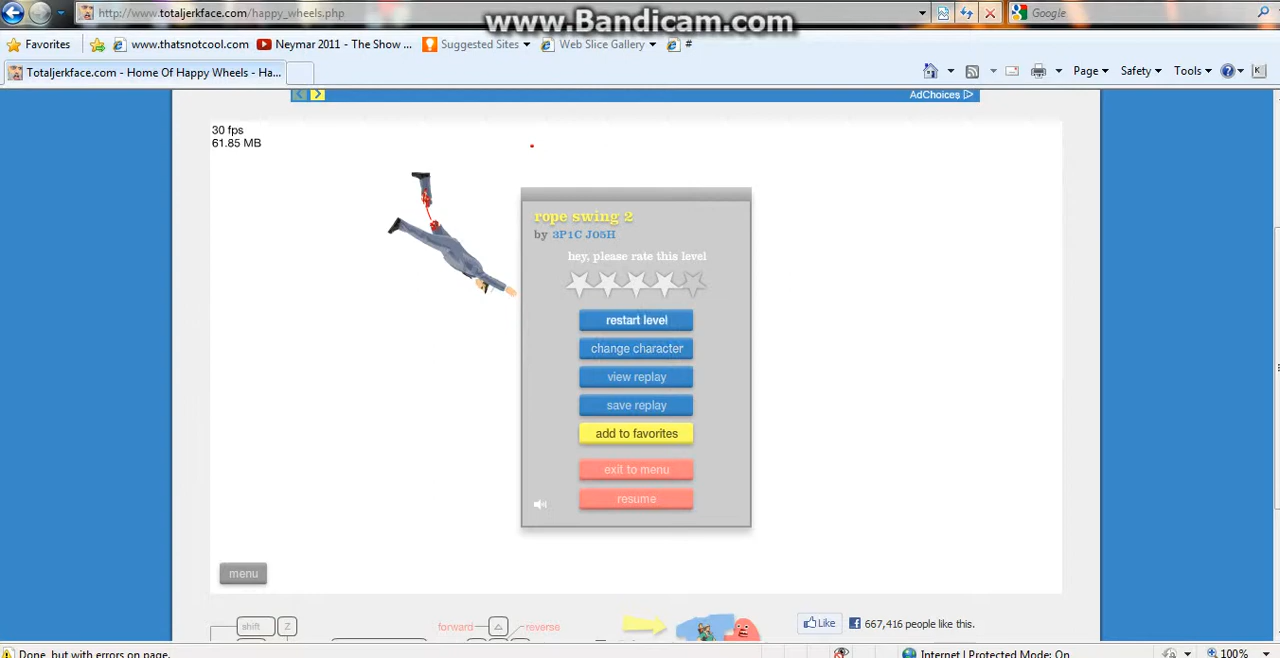 www.Bandicam.com
http://www.totaljerkface.com/happy_wheels.php
Google
Favorites www.thatsnotcool.com Neymar 2011 - The Show ... Suggested Sites Web Slice Gallery #
Totaljerkface.com - Home Of Happy Wheels - Ha...
Page Safety Tools
AdChoices
30 fps
61.85 MB
rope swing 2
by 3P1C J05H
hey, please rate this level
restart level
change character
view replay
save replay
add to favorites
exit to menu
resume
menu
shift Z forward reverse Like 667,416 people like this.
Done, but with errors on page. Internet | Protected Mode: On 100%